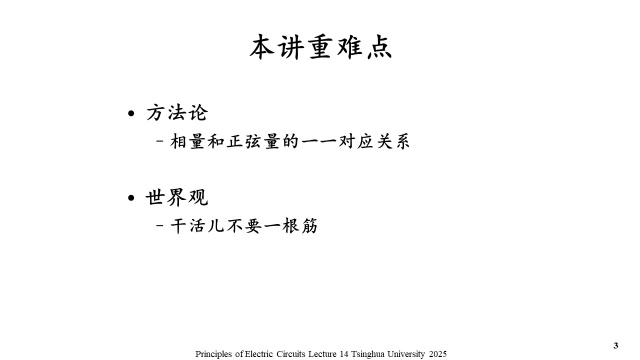 本讲重难点
• 方法论
– 相量和正弦量的一一对应关系
• 世界观
– 干活儿不要一根筋
Principles of Electric Circuits Lecture 14 Tsinghua University 2025
3